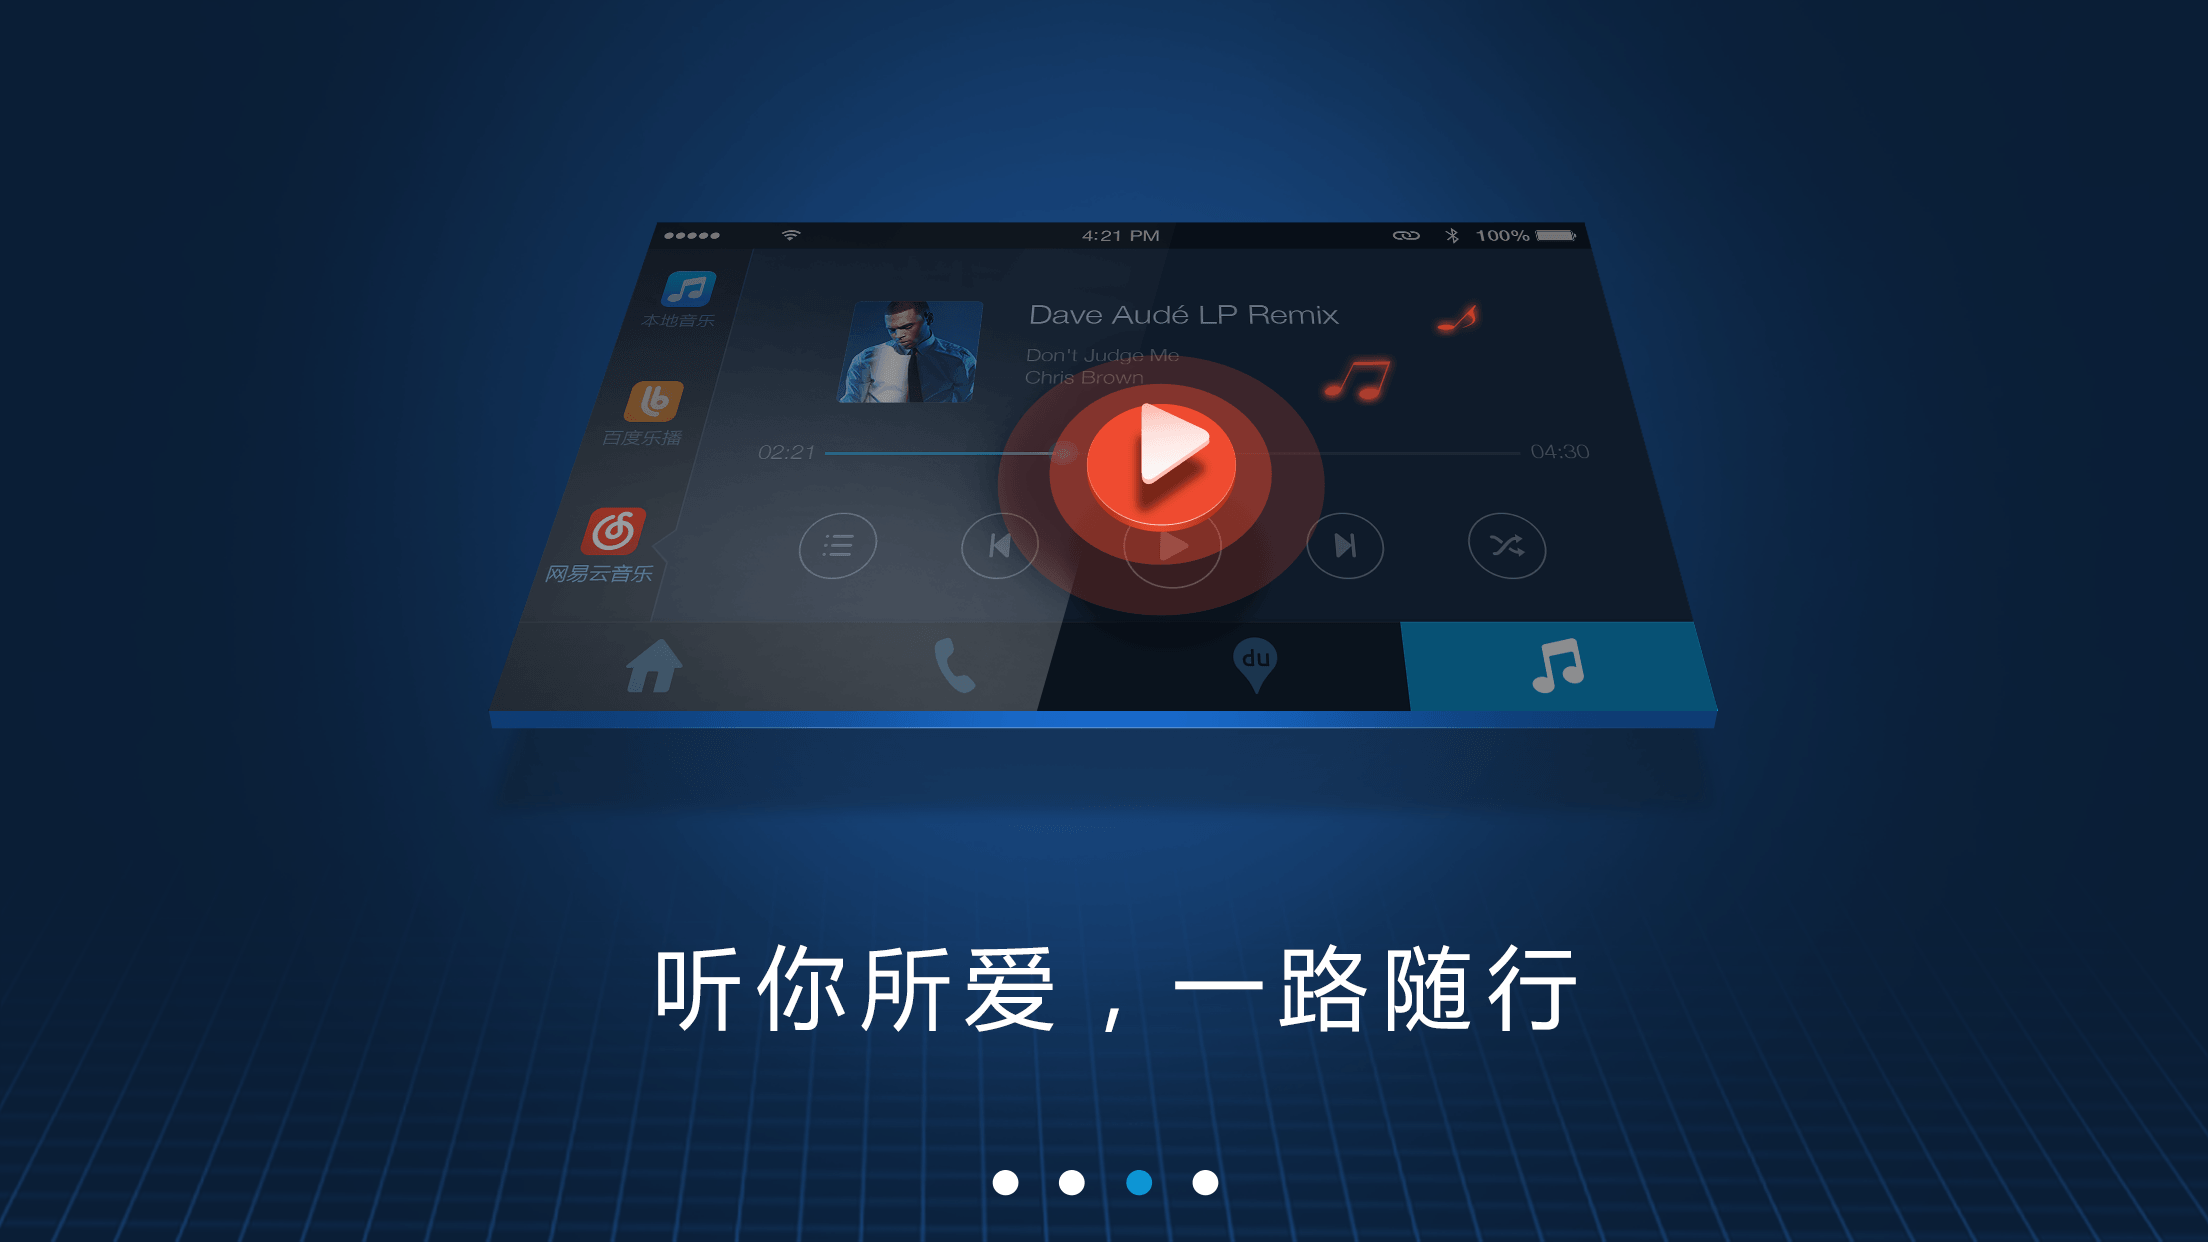 4:21 PM
100%
本地音乐
Dave Audé LP Remix
Don't Judge Me
Chris Brown
百度乐播
02:21
04:30
网易云音乐
du
听你所爱，一路随行